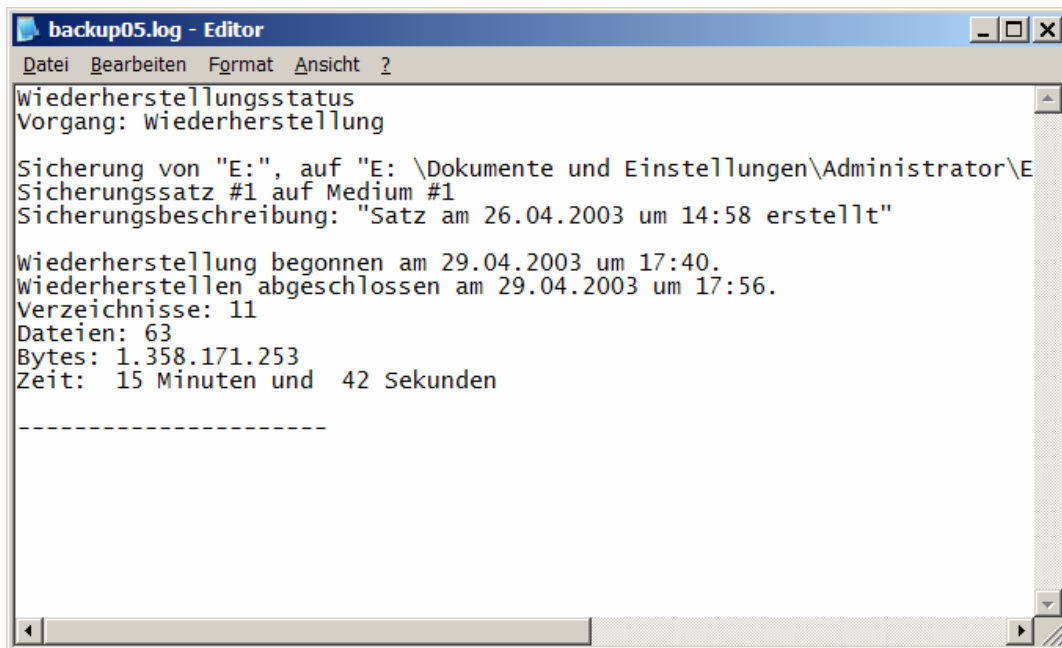 backup05.log - Editor
Datei Bearbeiten Format Ansicht ?
Wiederherstellungsstatus
Vorgang: Wiederherstellung
Sicherung von "E:", auf "E: \Dokumente und Einstellungen\Administrator\E
Sicherungssatz #1 auf Medium #1
Sicherungsbeschreibung: "Satz am 26.04.2003 um 14:58 erstellt"
Wiederherstellung begonnen am 29.04.2003 um 17:40.
Wiederherstellen abgeschlossen am 29.04.2003 um 17:56.
Verzeichnisse: 11
Dateien: 63
Bytes: 1.358.171.253
Zeit:  15 Minuten und  42 Sekunden
----------------------